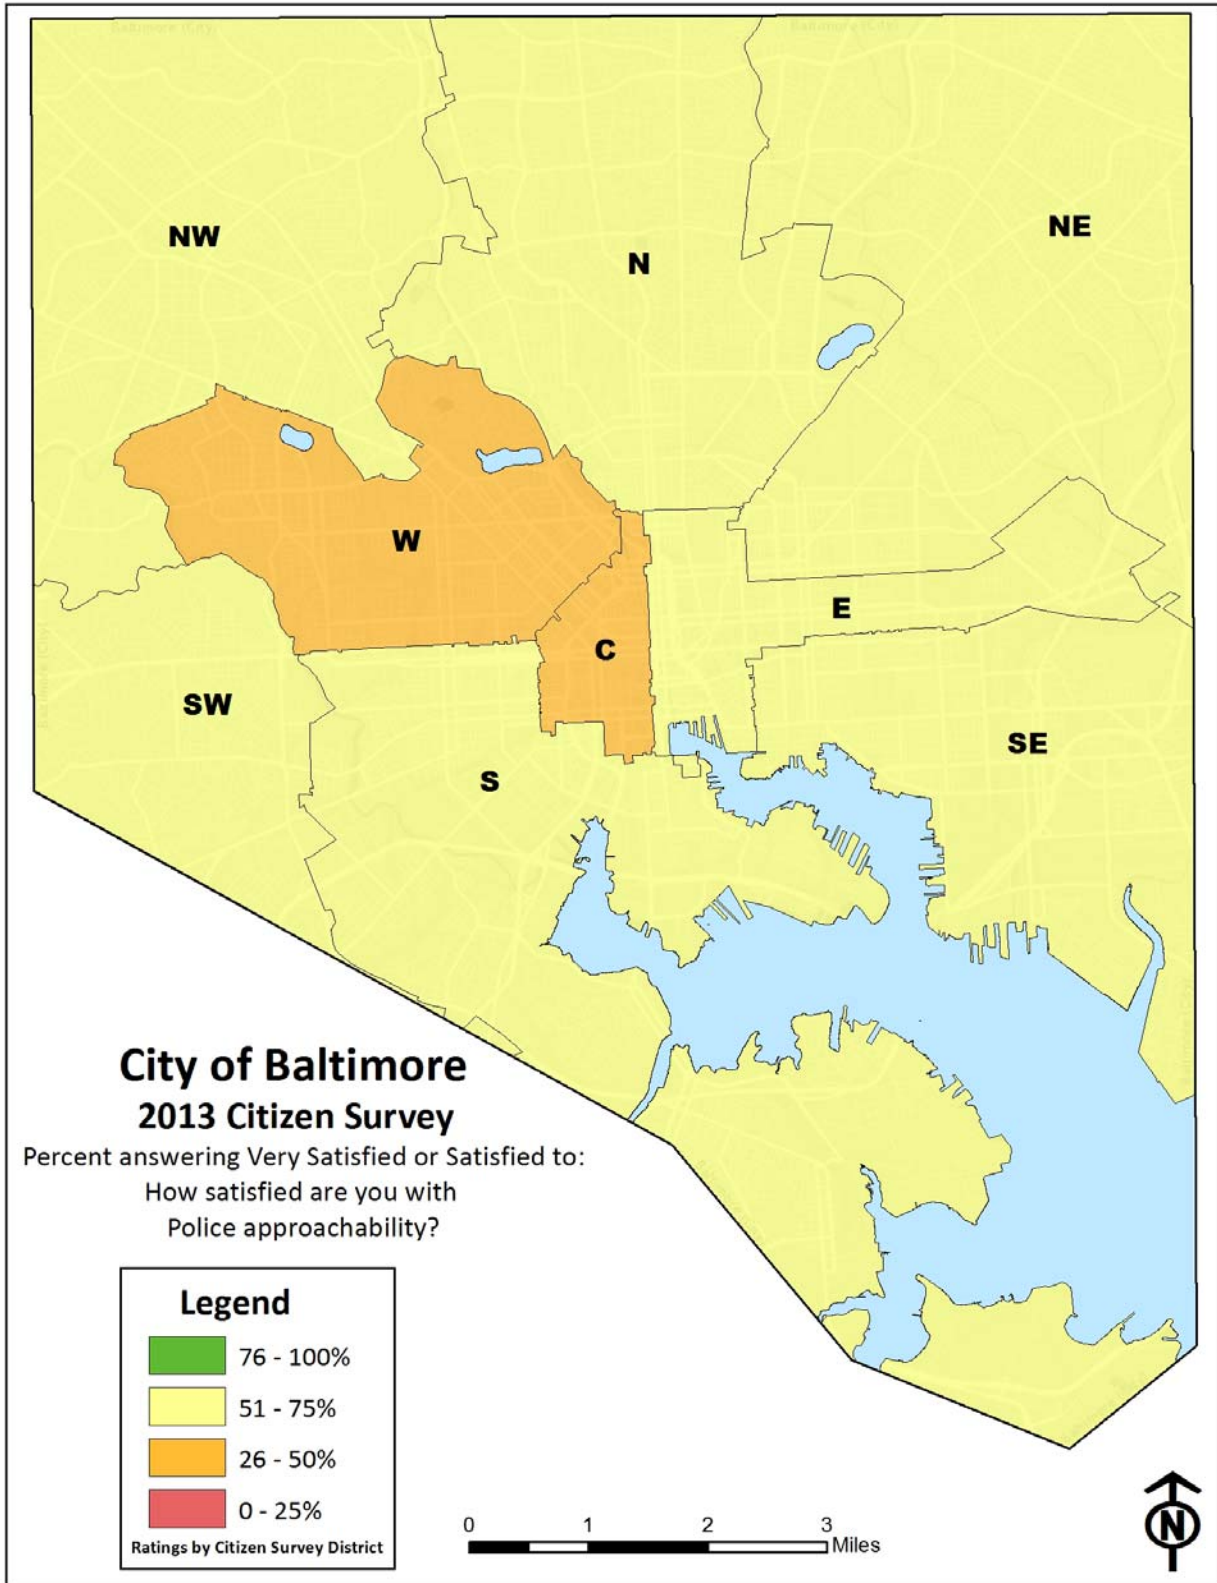 Baltimore (City)
NW
N
NE
W
E
C
SW
SE
S
City of Baltimore
2013 Citizen Survey
Percent answering Very Satisfied or Satisfied to:
How satisfied are you with
Police approachability?
Legend
76 - 100%
51 - 75%
26 - 50%
0 - 25%
Ratings by Citizen Survey District
0 1 2 3
Miles
N